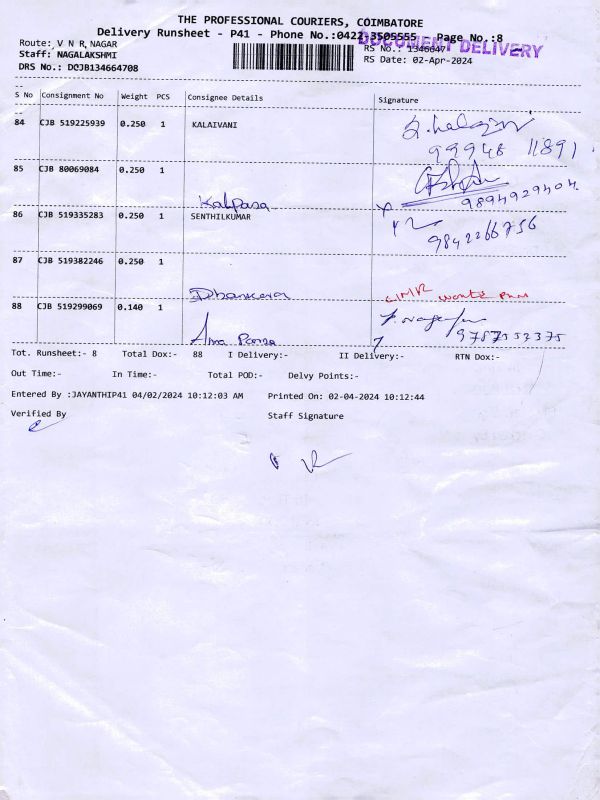 THE PROFESSIONAL COURIERS, COIMBATORE
Delivery Runsheet - P41 - Phone No.:0422-3505555 Page No.:8
DOCUMENT DELIVERY
Route: V N R, NAGAR
RS No.: 1346047
Staff: NAGALAKSHMI
RS Date: 02-Apr-2024
DRS No.: DOJB134664708
S No Consignment No Weight PCS Consignee Details Signature
84 CJB 519225939 0.250 1 KALAIVANI
99948 11891
85 CJB 80069084 0.250 1
Kalpana
9894929404
86 CJB 519335283 0.250 1 SENTHILKUMAR
9842266756
87 CJB 519382246 0.250 1
88 CJB 519299069 0.140 1
9757352375
Tot. Runsheet:- 8 Total Dox:- 88 I Delivery:- II Delivery:- RTN Dox:-
Out Time:- In Time:- Total POD:- Delvy Points:-
Entered By :JAYANTHIP41 04/02/2024 10:12:03 AM Printed On: 02-04-2024 10:12:44
Verified By Staff Signature